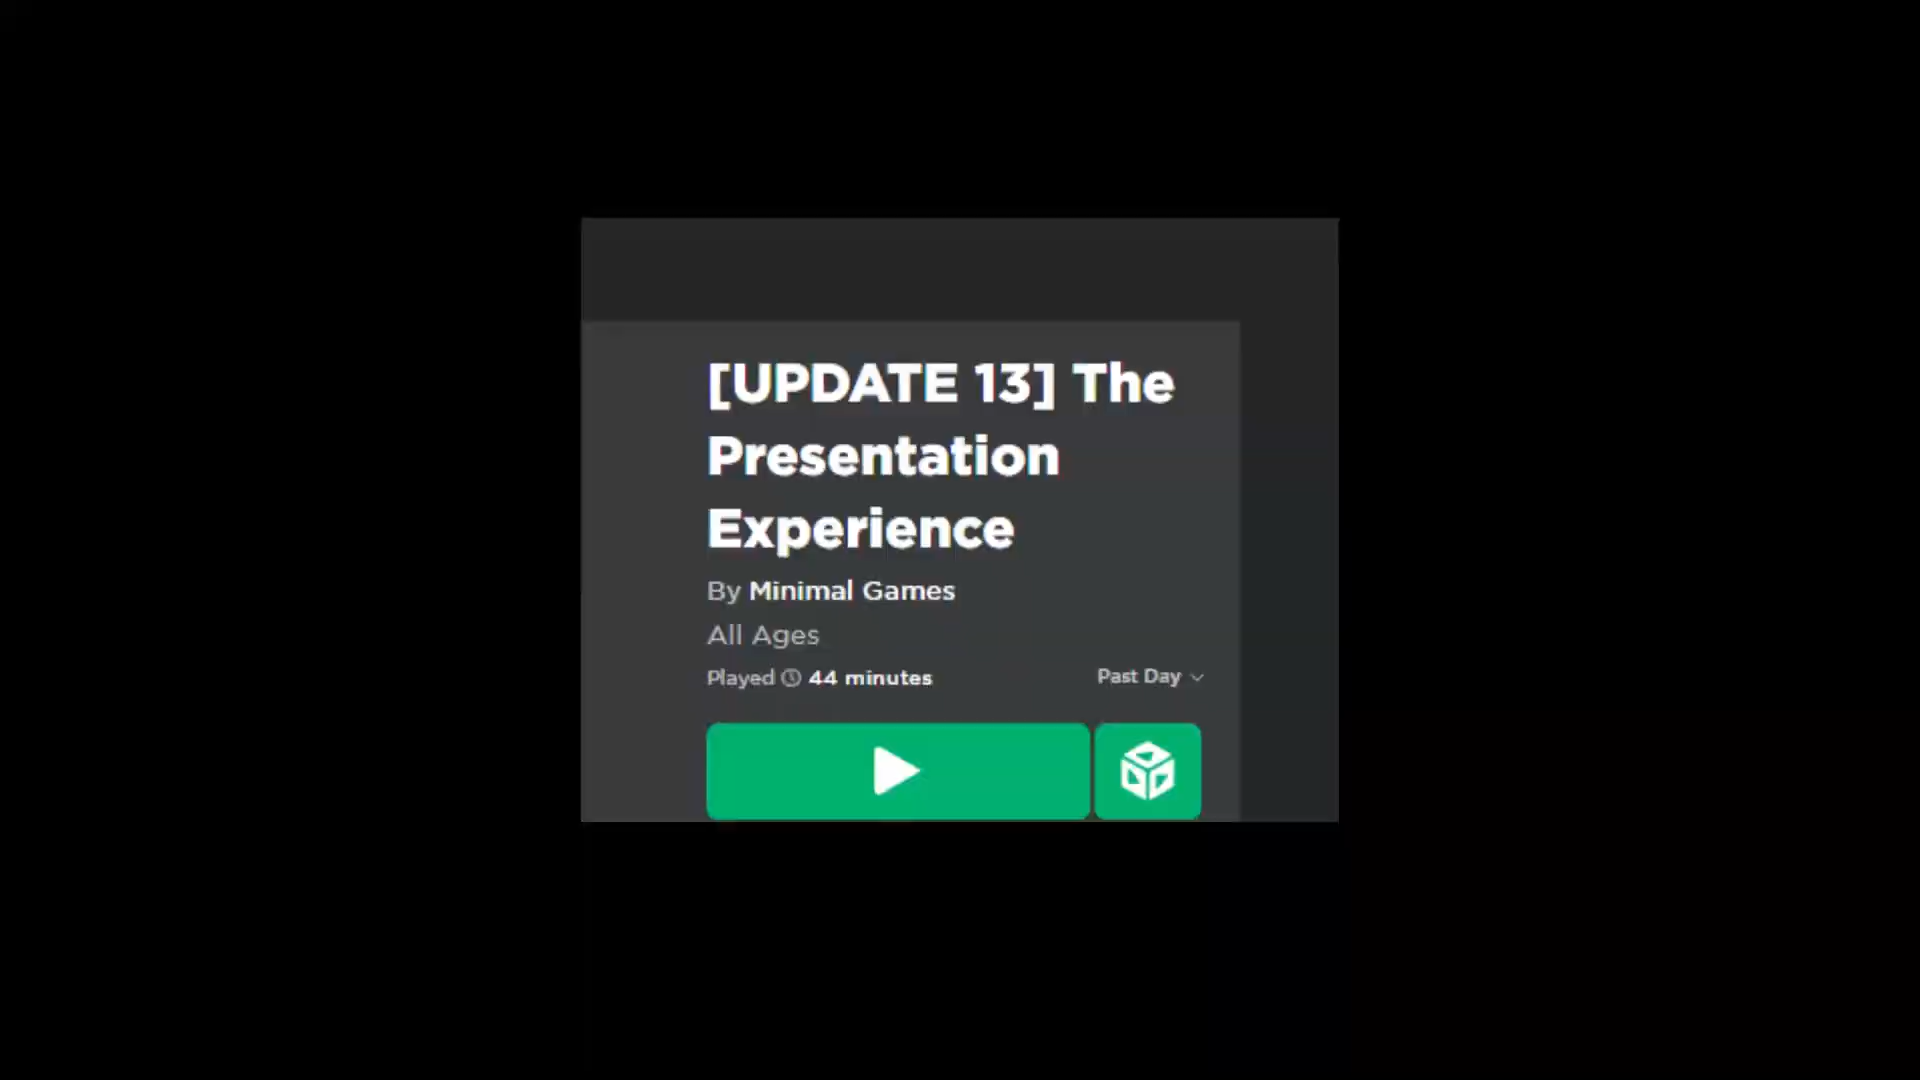 [UPDATE 13] The
Presentation
Experience
By Minimal Games
All Ages
Played 44 minutes
Past Day